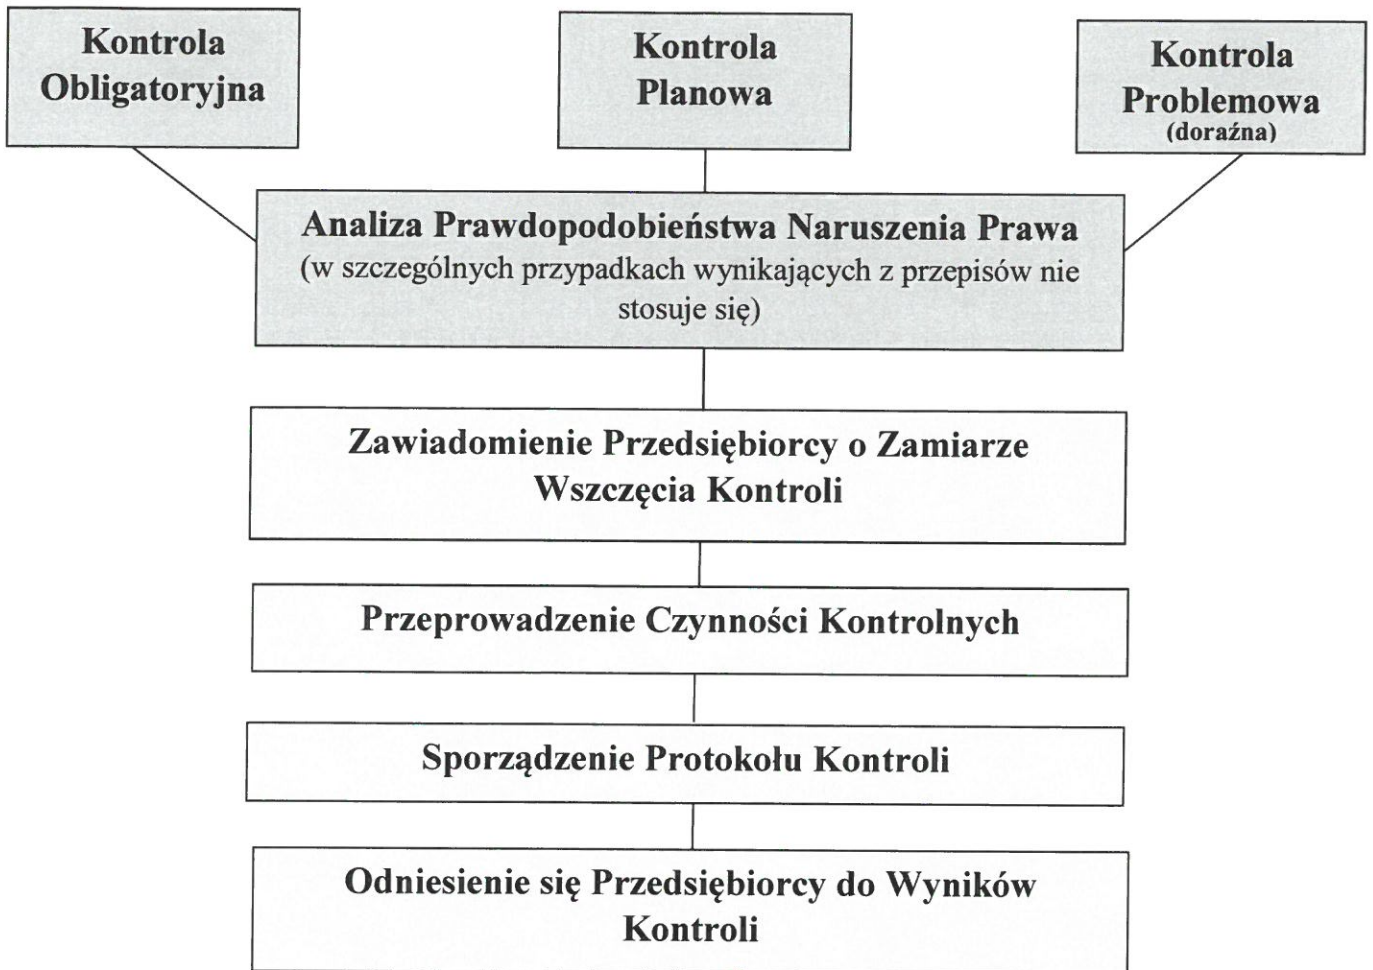 Kontrola
Obligatoryjna
Kontrola
Planowa
Kontrola
Problemowa
(doraźna)
Analiza Prawdopodobieństwa Naruszenia Prawa
(w szczególnych przypadkach wynikających z przepisów nie
stosuje się)
Zawiadomienie Przedsiębiorcy o Zamiarze
Wszczęcia Kontroli
Przeprowadzenie Czynności Kontrolnych
Sporządzenie Protokołu Kontroli
Odniesienie się Przedsiębiorcy do Wyników
Kontroli